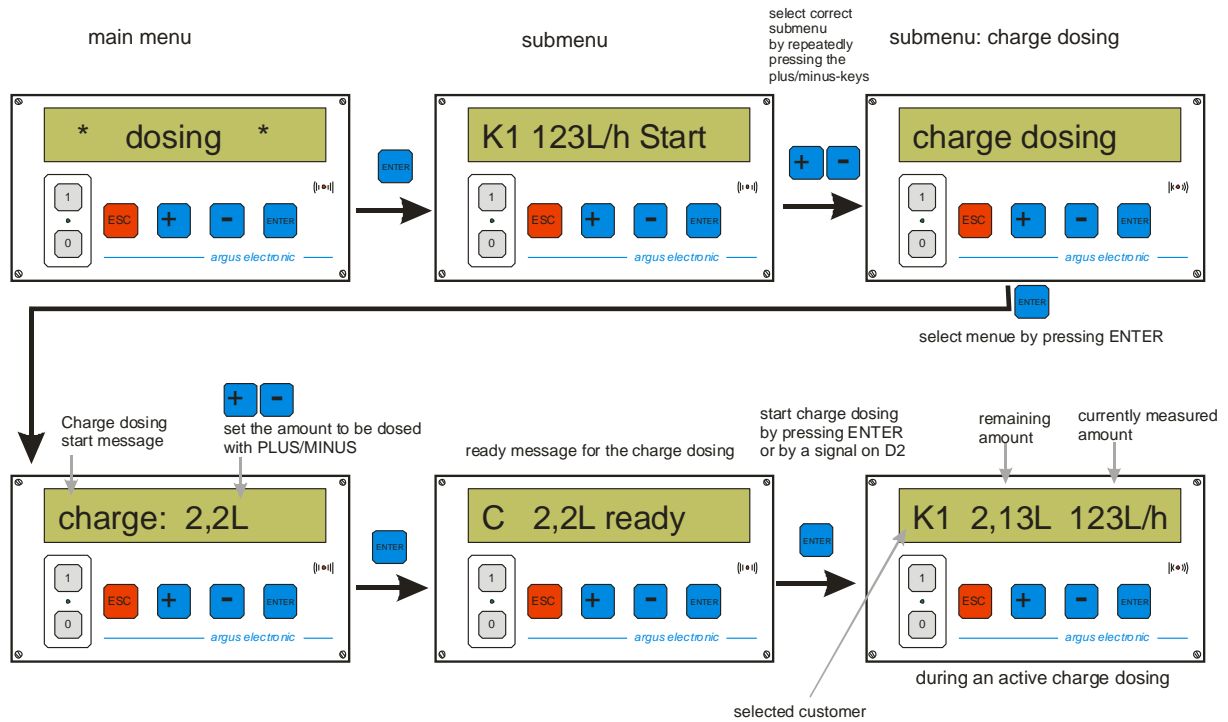 main menu
submenu
select correct
submenu
by repeatedly
pressing the
plus/minus-keys
submenu: charge dosing
* dosing *
1
0
ESC
+
-
ENTER
argus electronic
ENTER
K1 123L/h Start
1
0
ESC
+
-
ENTER
argus electronic
+ -
charge dosing
1
0
ESC
+
-
ENTER
argus electronic
ENTER
select menue by pressing ENTER
Charge dosing
start message
+ -
set the amount to be dosed
with PLUS/MINUS
ready message for the charge dosing
start charge dosing
by pressing ENTER
or by a signal on D2
remaining
amount
currently measured
amount
charge: 2,2L
1
0
ESC
+
-
ENTER
argus electronic
ENTER
C 2,2L ready
1
0
ESC
+
-
ENTER
argus electronic
ENTER
K1 2,13L 123L/h
1
0
ESC
+
-
ENTER
argus electronic
during an active charge dosing
selected customer